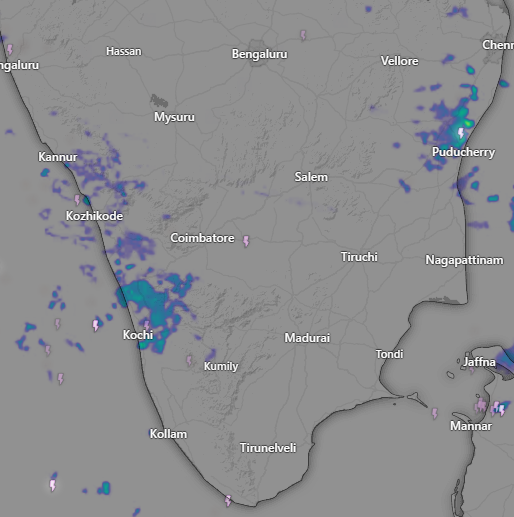 Hassan
Bengaluru
Chenn
Vellore
ngaluru
Mysuru
Puducherry
Kannur
Salem
Kozhikode
Coimbatore
Tiruchi
Nagapattinam
Kochi
Madurai
Tondi
Kumily
Jaffna
Mannar
Kollam
Tirunelveli